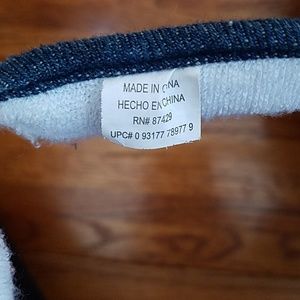 MADE IN CHINA
HECHO EN CHINA
RN# 87429
UPC# 0 93177 78977 9